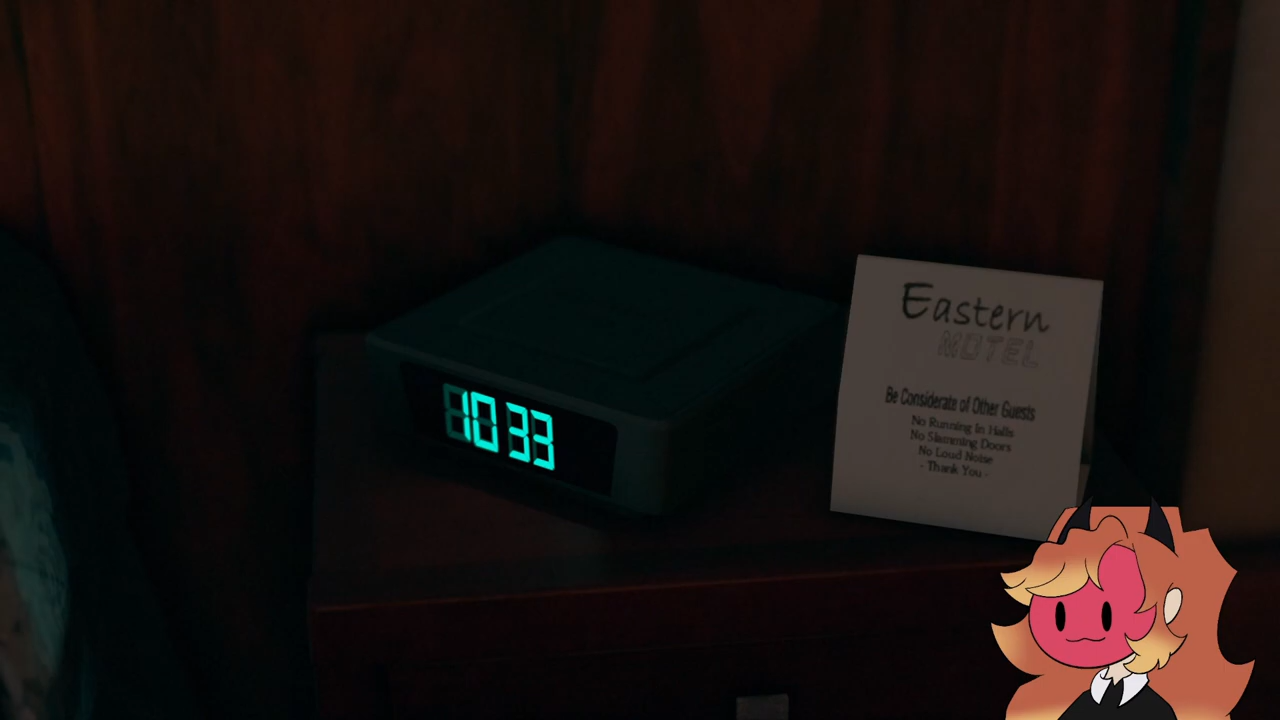 10 33
Eastern
MOTEL
Be Considerate of Other Guests
No Running In Halls
No Slamming Doors
No Loud Noise
- Thank You -